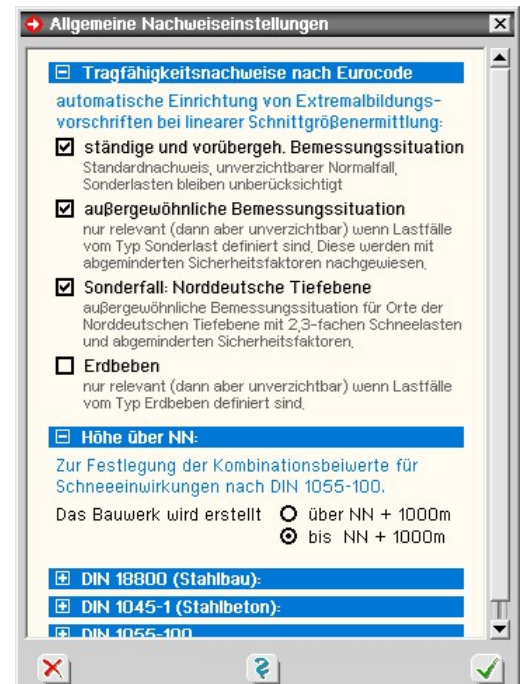 Allgemeine Nachweiseinstellungen
Tragfähigkeitsnachweise nach Eurocode
automatische Einrichtung von Extremalbildungs-
vorschriften bei linearer Schnittgrößenermittlung:
ständige und vorübergeh. Bemessungssituation
Standardnachweis, unverzichtbarer Normalfall,
Sonderlasten bleiben unberücksichtigt
außergewöhnliche Bemessungssituation
nur relevant (dann aber unverzichtbar) wenn Lastfälle
vom Typ Sonderlast definiert sind. Diese werden mit
abgeminderten Sicherheitsfaktoren nachgewiesen.
Sonderfall: Norddeutsche Tiefebene
außergewöhnliche Bemessungssituation für Orte der
Norddeutschen Tiefebene mit 2,3-fachen Schneelasten
und abgeminderten Sicherheitsfaktoren.
Erdbeben
nur relevant (dann aber unverzichtbar) wenn Lastfälle
vom Typ Erdbeben definiert sind.
Höhe über NN:
Zur Festlegung der Kombinationsbeiwerte für
Schneeeinwirkungen nach DIN 1055-100.
Das Bauwerk wird erstellt über NN + 1000m
bis NN + 1000m
DIN 18800 (Stahlbau):
DIN 1045-1 (Stahlbeton):
DIN 1055-100